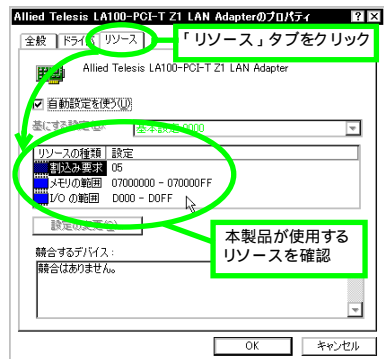 Allied Telesis LA100-PCI-T Z1 LAN Adapterのプロパティ
全般 ドライバ リソース
「リソース」タブをクリック
Allied Telesis LA100-PCI-T Z1 LAN Adapter
自動設定を使う(U)
基にする設定(B): 基本設定 0000
リソースの種類 設定
割込み要求 05
メモリの範囲 07000000 - 070000FF
I/O の範囲 D000 - D0FF
設定の変更(C)...
本製品が使用する
リソースを確認
競合するデバイス:
競合はありません。
OK キャンセル